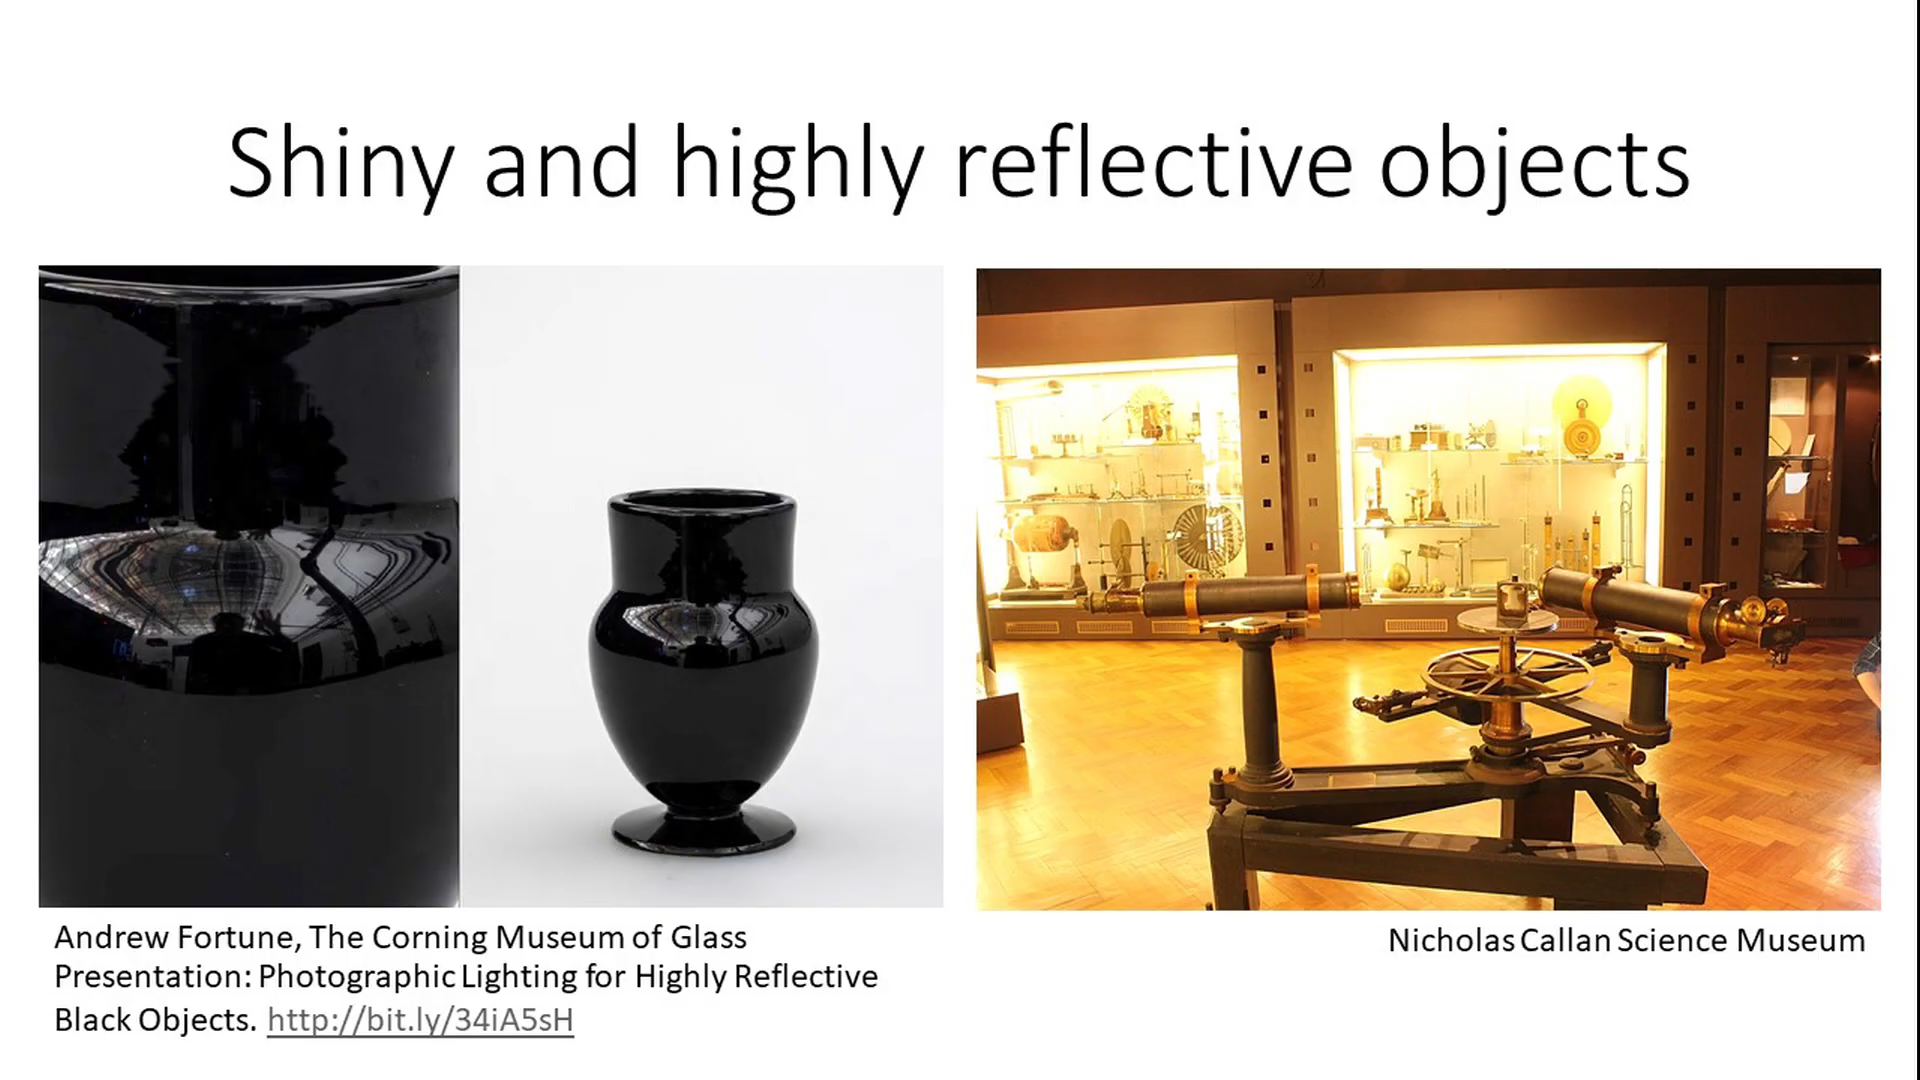 Shiny and highly reflective objects
Andrew Fortune, The Corning Museum of Glass
Presentation: Photographic Lighting for Highly Reflective
Black Objects. http://bit.ly/34iA5sH
Nicholas Callan Science Museum